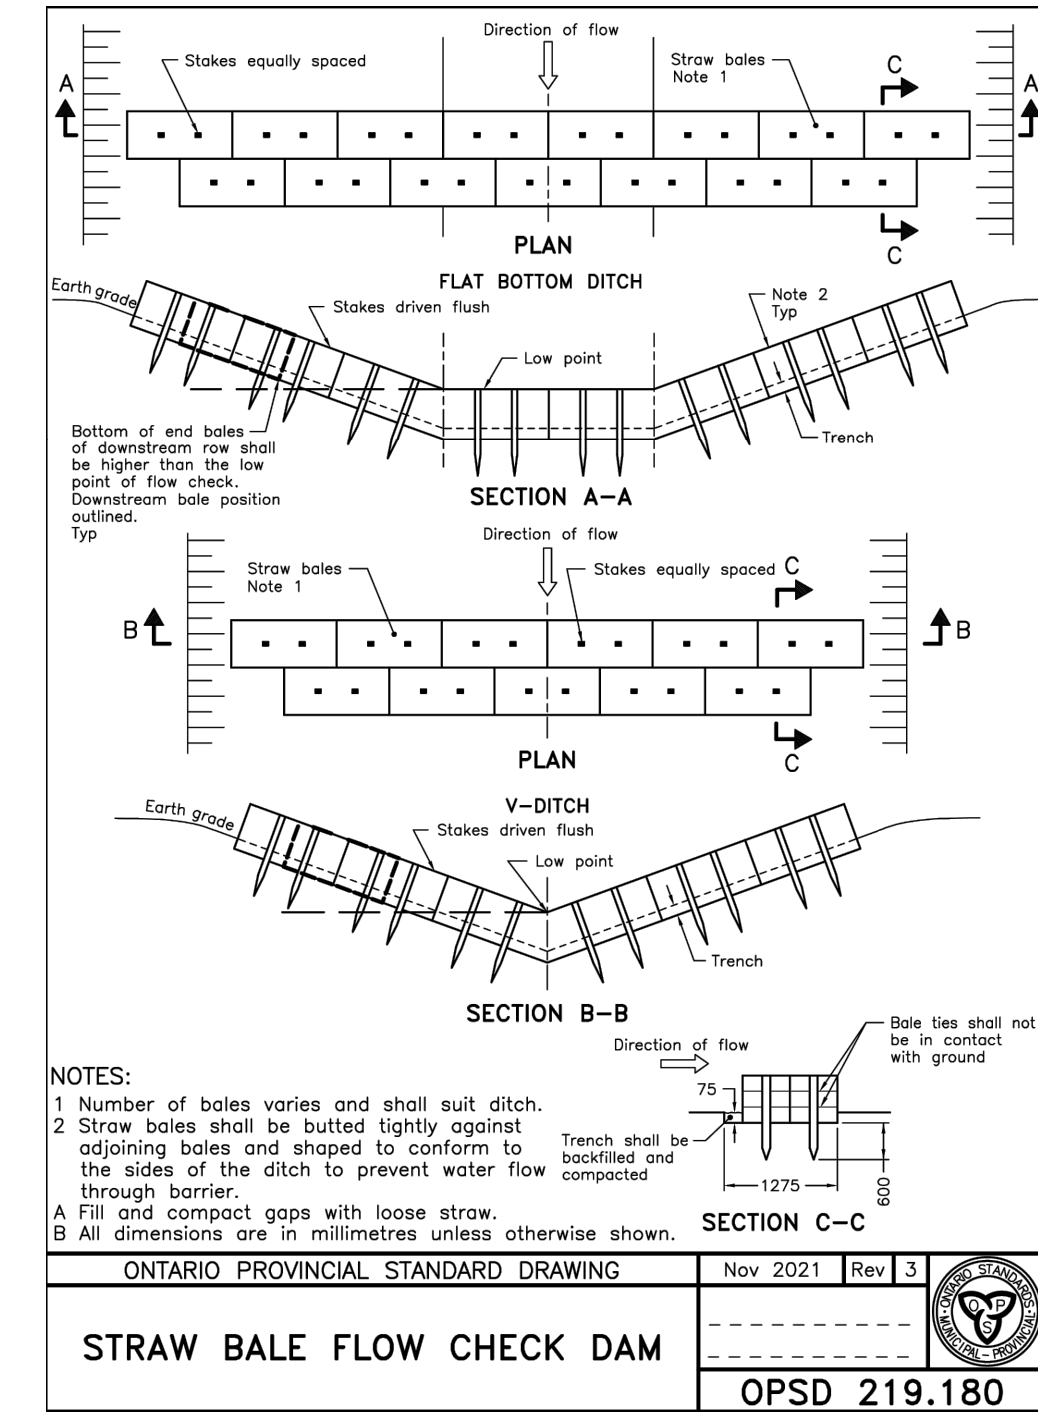 Direction of flow
Stakes equally spaced
Straw bales
Note 1
C
A
A
C
PLAN
FLAT BOTTOM DITCH
Earth grade
Stakes driven flush
Note 2
Typ
Low point
Bottom of end bales
of downstream row shall
be higher than the low
point of flow check.
Downstream bale position
outlined.
Typ
Trench
SECTION A-A
Direction of flow
Straw bales
Note 1
Stakes equally spaced
C
B
B
C
PLAN
V-DITCH
Earth grade
Stakes driven flush
Low point
Trench
SECTION B-B
Direction of flow
Bale ties shall not
be in contact
with ground
75
Trench shall be
backfilled and
compacted
1275
600
SECTION C-C
NOTES:
1 Number of bales varies and shall suit ditch.
2 Straw bales shall be butted tightly against
adjoining bales and shaped to conform to
the sides of the ditch to prevent water flow
through barrier.
A Fill and compact gaps with loose straw.
B All dimensions are in millimetres unless otherwise shown.
ONTARIO PROVINCIAL STANDARD DRAWING
Nov 2021
Rev
3
STRAW BALE FLOW CHECK DAM
ONTARIO STANDARDS
MUNICIPAL - PROVINCIAL
O P
S
OPSD 219.180